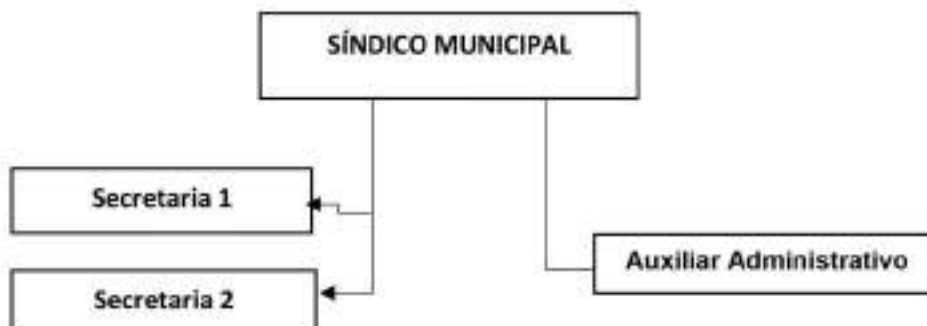 SÍNDICO MUNICIPAL
Secretaria 1
Auxiliar Administrativo
Secretaria 2